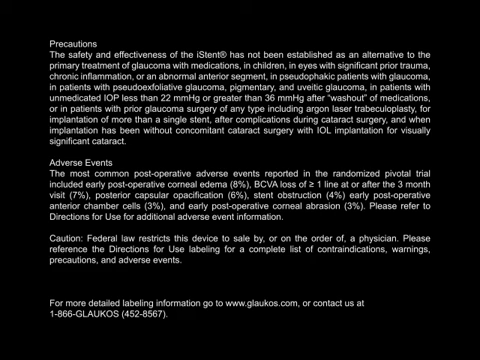 Precautions
The safety and effectiveness of the iStent® has not been established as an alternative to the
primary treatment of glaucoma with medications, in children, in eyes with significant prior trauma,
chronic inflammation, or an abnormal anterior segment, in pseudophakic patients with glaucoma,
in patients with pseudoexfoliative glaucoma, pigmentary, and uveitic glaucoma, in patients with
unmedicated IOP less than 22 mmHg or greater than 36 mmHg after “washout” of medications,
or in patients with prior glaucoma surgery of any type including argon laser trabeculoplasty, for
implantation of more than a single stent, after complications during cataract surgery, and when
implantation has been without concomitant cataract surgery with IOL implantation for visually
significant cataract.
Adverse Events
The most common post-operative adverse events reported in the randomized pivotal trial
included early post-operative corneal edema (8%), BCVA loss of ≥ 1 line at or after the 3 month
visit (7%), posterior capsular opacification (6%), stent obstruction (4%) early post-operative
anterior chamber cells (3%), and early post-operative corneal abrasion (3%). Please refer to
Directions for Use for additional adverse event information.
Caution: Federal law restricts this device to sale by, or on the order of, a physician. Please
reference the Directions for Use labeling for a complete list of contraindications, warnings,
precautions, and adverse events.
For more detailed labeling information go to www.glaukos.com, or contact us at
1-866-GLAUKOS (452-8567).